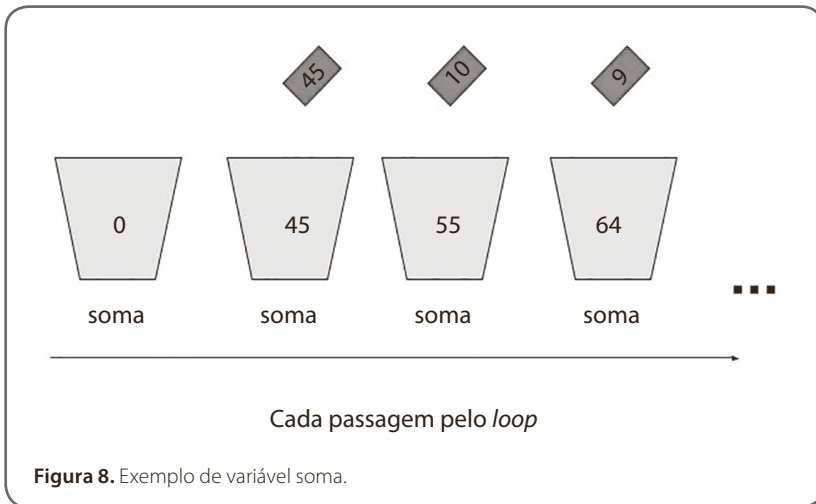 45 10 9
0 45 55 64
soma soma soma soma
...
Cada passagem pelo loop
Figura 8. Exemplo de variável soma.